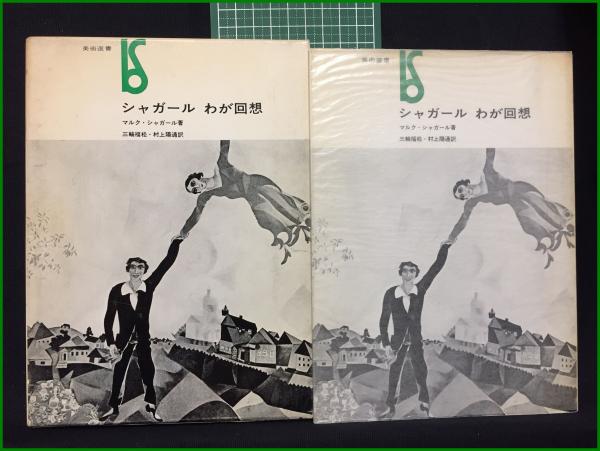 美術選書
シャガール わが回想
マルク・シャガール著
三輪福松・村上陽通訳
美術選書
シャガール わが回想
マルク・シャガール著
三輪福松・村上陽通訳